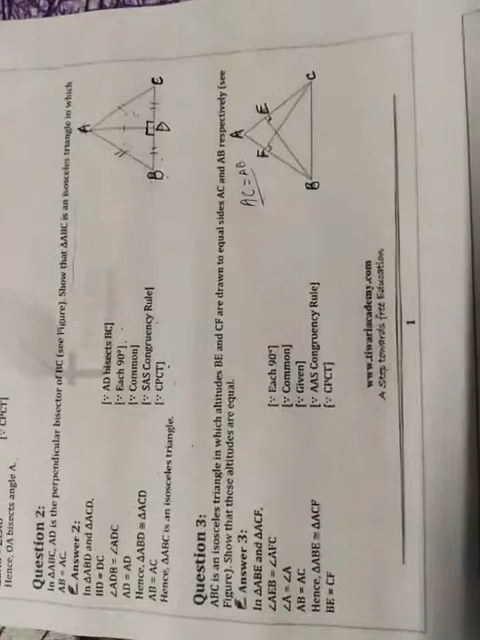 [∵ CPCT]
Hence, OA bisects angle A.
Question 2:
In ΔABC, AD is the perpendicular bisector of BC (see Figure). Show that ΔABC is an isosceles triangle in which
AB = AC.
Answer 2:
In ΔABD and ΔACD,
BD = DC [∵ AD bisects BC]
∠ADB = ∠ADC [∵ Each 90°]
AD = AD [∵ Common]
Hence, ΔABD ≅ ΔACD [∵ SAS Congruency Rule]
AB = AC [∵ CPCT]
Hence, ΔABC is an isosceles triangle.
A
B
D
C
Question 3:
ABC is an isosceles triangle in which altitudes BE and CF are drawn to equal sides AC and AB respectively (see
Figure). Show that these altitudes are equal.
Answer 3:
In ΔABE and ΔACF,
∠AEB = ∠AFC [∵ Each 90°]
∠A = ∠A [∵ Common]
AB = AC [∵ Given]
Hence, ΔABE ≅ ΔACF [∵ AAS Congruency Rule]
BE = CF [∵ CPCT]
AC = AB
A
F
E
B
C
www.tiwariacademy.com
A Step towards free Education
1